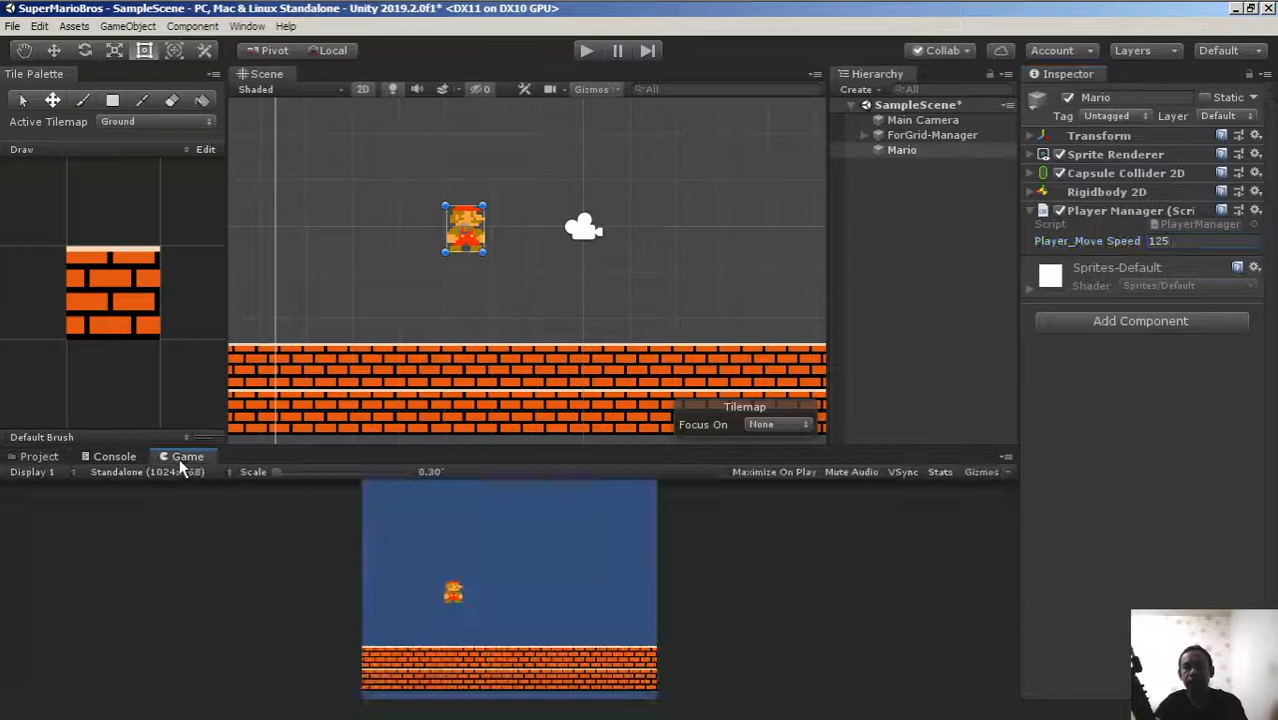 SuperMarioBros - SampleScene - PC, Mac & Linux Standalone - Unity 2019.2.0f1* <DX11 on DX10 GPU>
File Edit Assets GameObject Component Window Help
Pivot Local Collab Account Layers Default
Tile Palette Scene Hierarchy Inspector
Shaded 2D 0 Gizmos All Create All
Mario Static
SampleScene*
Tag Untagged Layer Default
Active Tilemap Ground
Main Camera
ForGrid-Manager
Transform
Draw Edit
Mario
Sprite Renderer
Capsule Collider 2D
Rigidbody 2D
Player Manager (Scri
Script PlayerManager
Player_Move Speed 125
Sprites-Default
Shader Sprites/Default
Add Component
Tilemap
Focus On None
Default Brush
Project Console Game
Display 1 Standalone (1024x768) Scale 0.30 Maximize On Play Mute Audio VSync Stats Gizmos